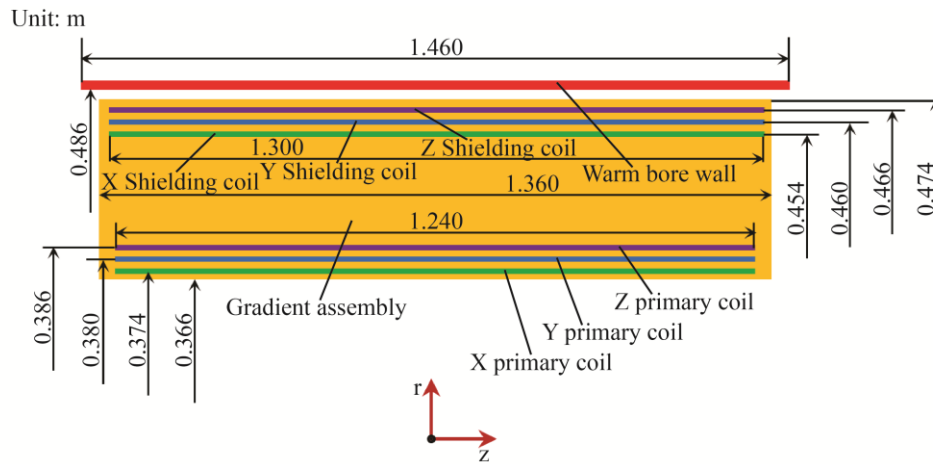 Unit: m
1.460
0.486
Z Shielding coil
1.300
Y Shielding coil
X Shielding coil
Warm bore wall
1.360
0.454
0.460
0.466
0.474
1.240
0.386
0.380
0.374
0.366
Gradient assembly
Z primary coil
Y primary coil
X primary coil
r
z